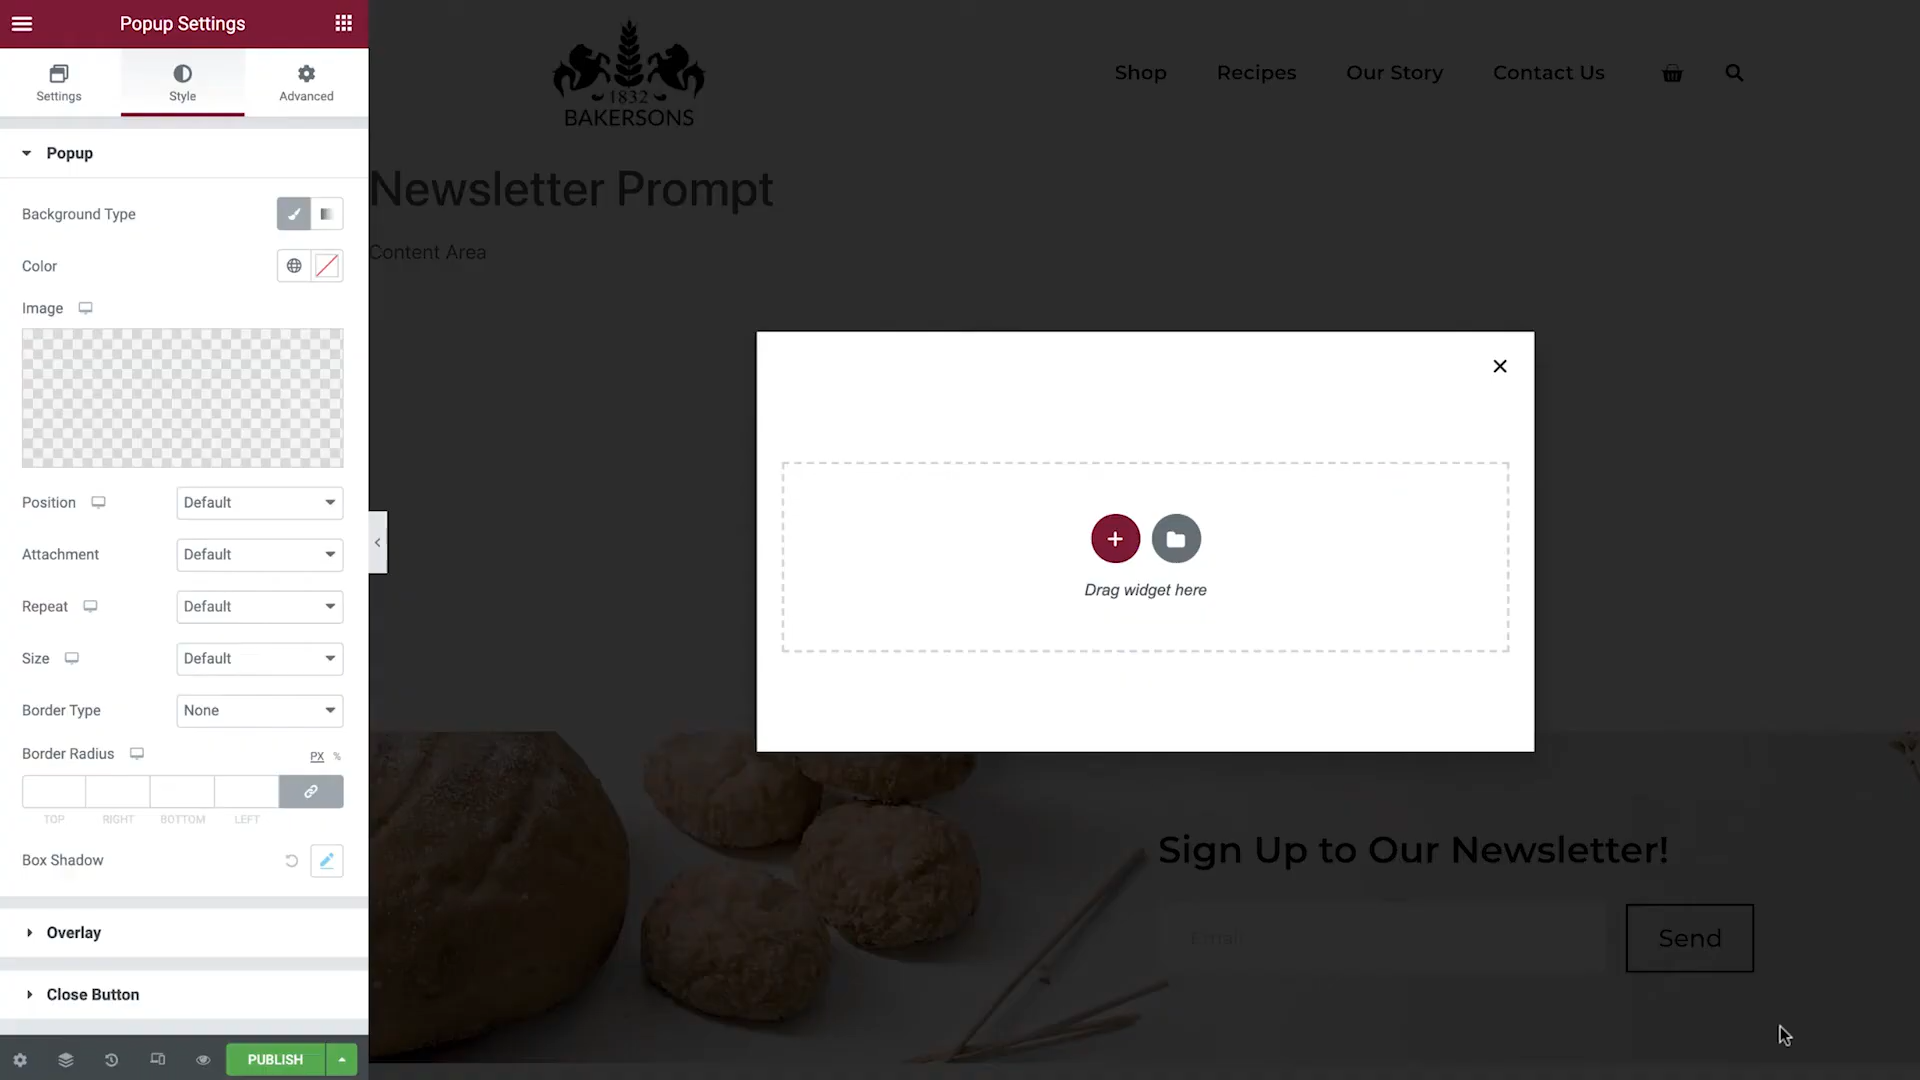 Popup Settings
Settings
Style
Advanced
Popup
Background Type
Color
Image
Position
Default
Attachment
Default
Repeat
Default
Size
Default
Border Type
None
Border Radius
PX %
TOP RIGHT BOTTOM LEFT
Box Shadow
Overlay
Close Button
PUBLISH
1832
BAKERSONS
Shop
Recipes
Our Story
Contact Us
Newsletter Prompt
Content Area
Drag widget here
Sign Up to Our Newsletter!
Email
Send